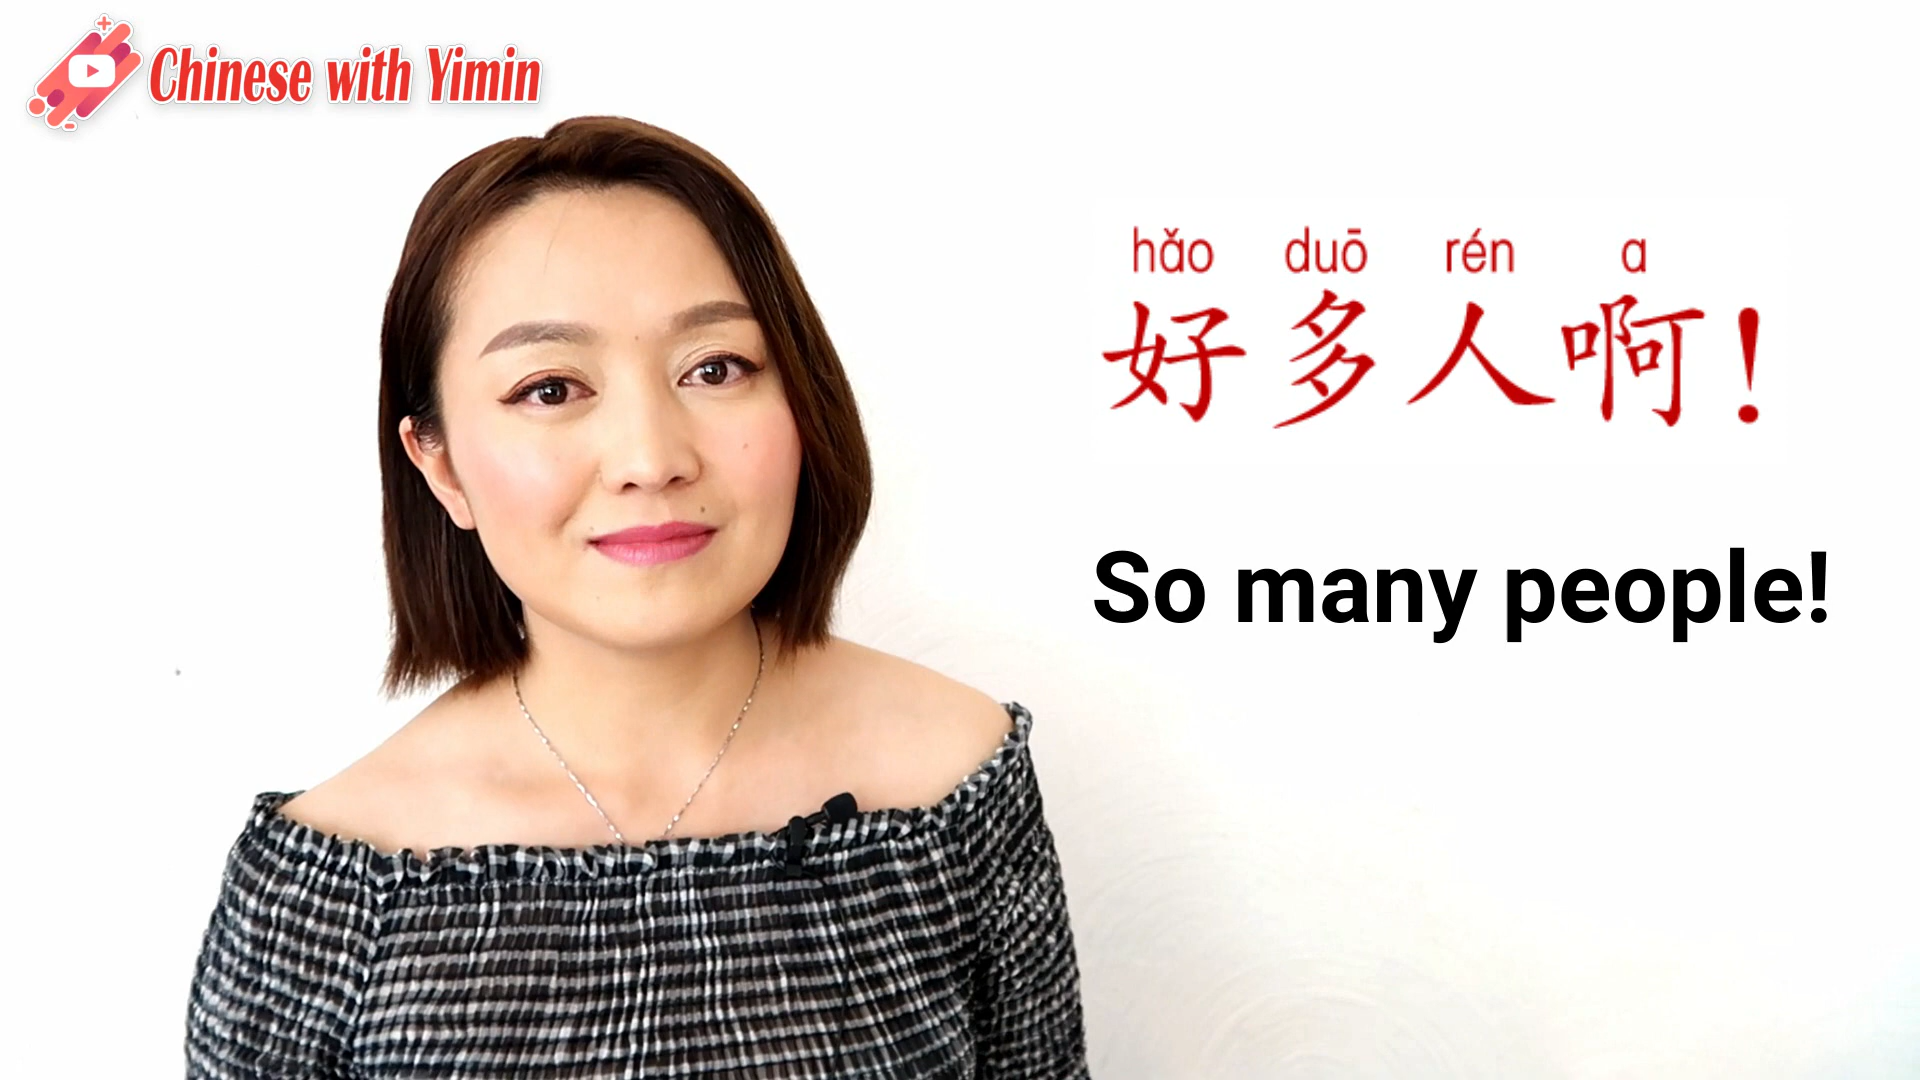 Chinese with Yimin
hǎo duō rén a
好多人啊!
So many people!